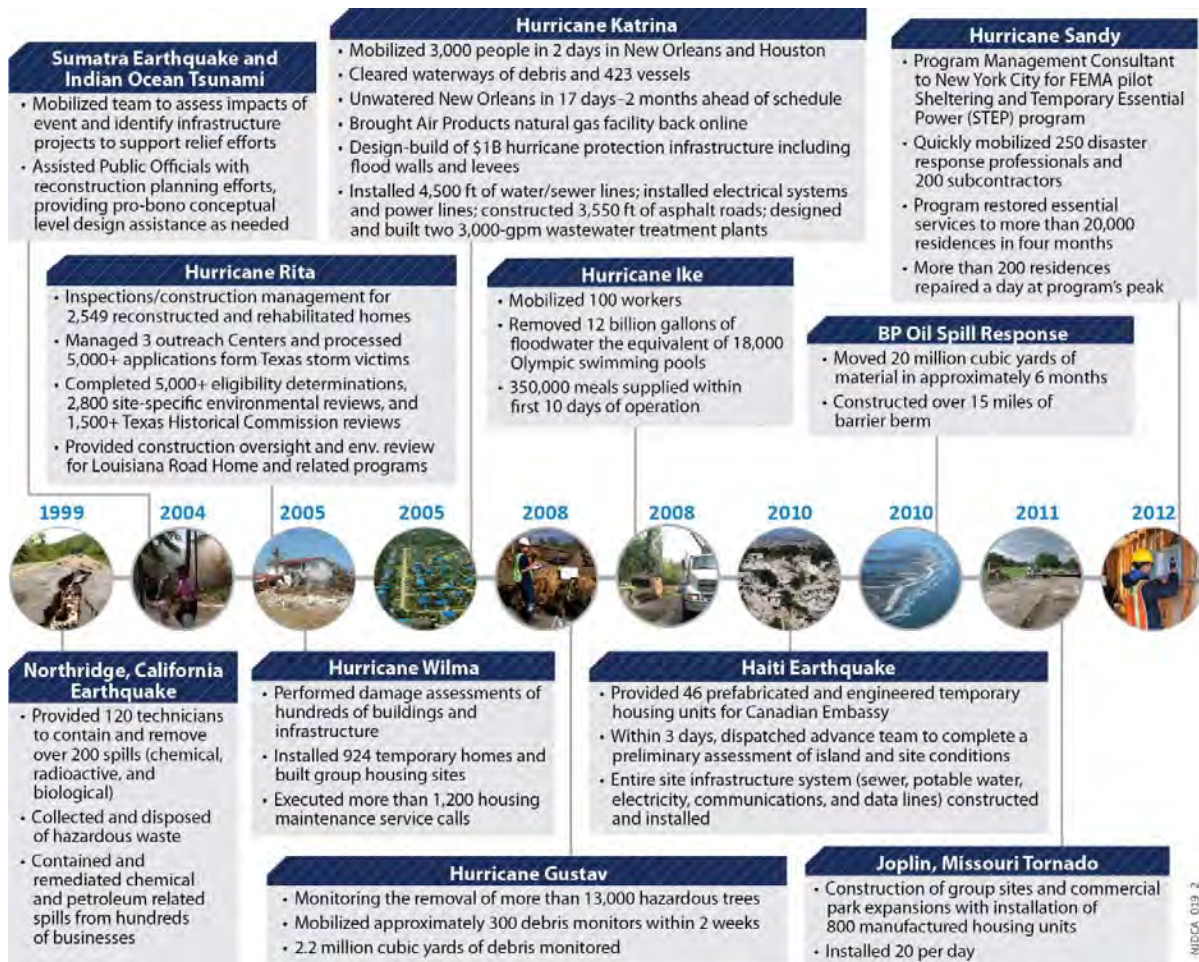 Sumatra Earthquake and
Indian Ocean Tsunami
• Mobilized team to assess impacts of
event and identify infrastructure
projects to support relief efforts
• Assisted Public Officials with
reconstruction planning efforts,
providing pro-bono conceptual
level design assistance as needed
Hurricane Katrina
• Mobilized 3,000 people in 2 days in New Orleans and Houston
• Cleared waterways of debris and 423 vessels
• Unwatered New Orleans in 17 days–2 months ahead of schedule
• Brought Air Products natural gas facility back online
• Design-build of $1B hurricane protection infrastructure including
flood walls and levees
• Installed 4,500 ft of water/sewer lines; installed electrical systems
and power lines; constructed 3,550 ft of asphalt roads; designed
and built two 3,000-gpm wastewater treatment plants
Hurricane Sandy
• Program Management Consultant
to New York City for FEMA pilot
Sheltering and Temporary Essential
Power (STEP) program
• Quickly mobilized 250 disaster
response professionals and
200 subcontractors
• Program restored essential
services to more than 20,000
residences in four months
• More than 200 residences
repaired a day at program's peak
Hurricane Rita
• Inspections/construction management for
2,549 reconstructed and rehabilitated homes
• Managed 3 outreach Centers and processed
5,000+ applications form Texas storm victims
• Completed 5,000+ eligibility determinations,
2,800 site-specific environmental reviews, and
1,500+ Texas Historical Commission reviews
• Provided construction oversight and env. review
for Louisiana Road Home and related programs
Hurricane Ike
• Mobilized 100 workers
• Removed 12 billion gallons of
floodwater the equivalent of 18,000
Olympic swimming pools
• 350,000 meals supplied within
first 10 days of operation
BP Oil Spill Response
• Moved 20 million cubic yards of
material in approximately 6 months
• Constructed over 15 miles of
barrier berm
1999 2004 2005 2005 2008 2008 2010 2010 2011 2012
Northridge, California
Earthquake
• Provided 120 technicians
to contain and remove
over 200 spills (chemical,
radioactive, and
biological)
• Collected and disposed
of hazardous waste
• Contained and
remediated chemical
and petroleum related
spills from hundreds
of businesses
Hurricane Wilma
• Performed damage assessments of
hundreds of buildings and
infrastructure
• Installed 924 temporary homes and
built group housing sites
• Executed more than 1,200 housing
maintenance service calls
Haiti Earthquake
• Provided 46 prefabricated and engineered temporary
housing units for Canadian Embassy
• Within 3 days, dispatched advance team to complete a
preliminary assessment of island and site conditions
• Entire site infrastructure system (sewer, potable water,
electricity, communications, and data lines) constructed
and installed
Hurricane Gustav
• Monitoring the removal of more than 13,000 hazardous trees
• Mobilized approximately 300 debris monitors within 2 weeks
• 2.2 million cubic yards of debris monitored
Joplin, Missouri Tornado
• Construction of group sites and commercial
park expansions with installation of
800 manufactured housing units
• Installed 20 per day